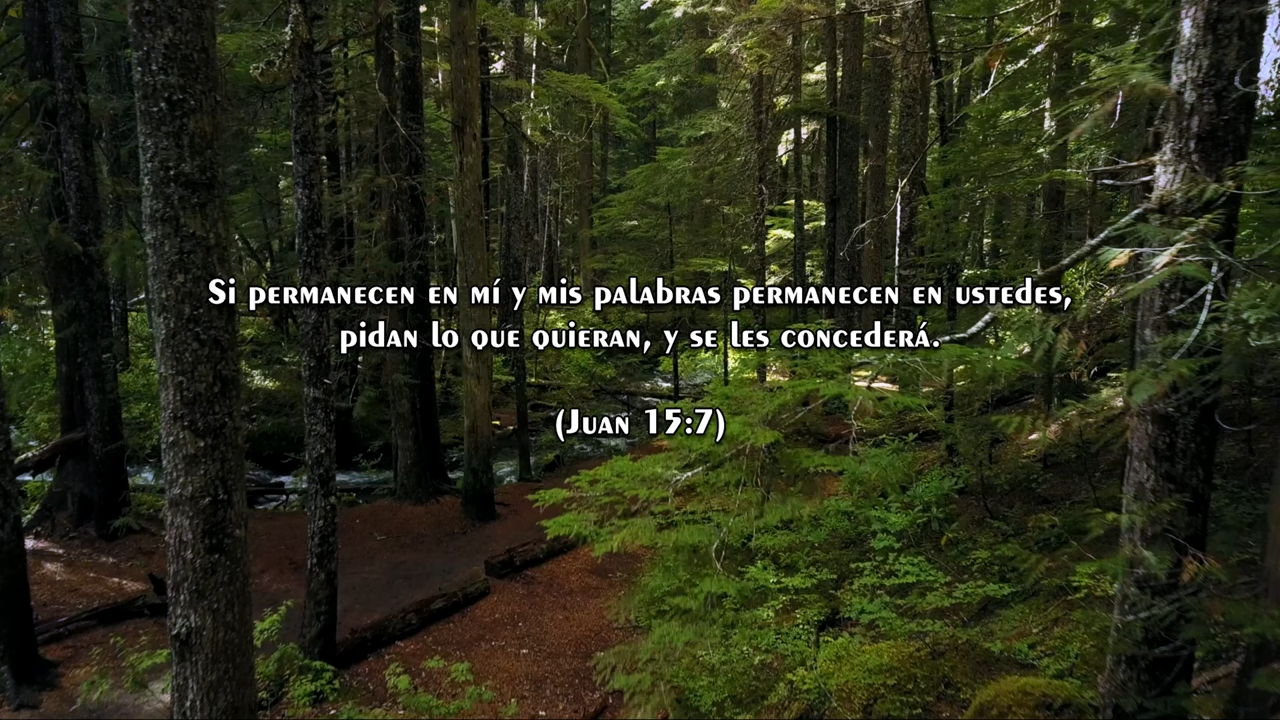 Si permanecen en mí y mis palabras permanecen en ustedes,
pidan lo que quieran, y se les concederá.
(Juan 15:7)